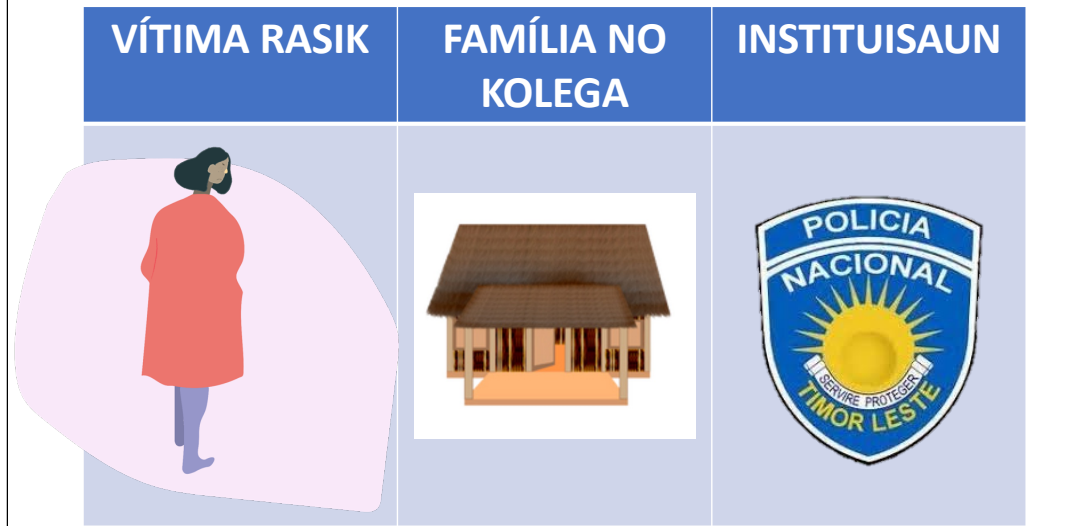 VÍTIMA RASIK
FAMÍLIA NO
KOLEGA
INSTITUISAUN
POLICIA
NACIONAL
SERVIRE PROTEGER
TIMOR LESTE